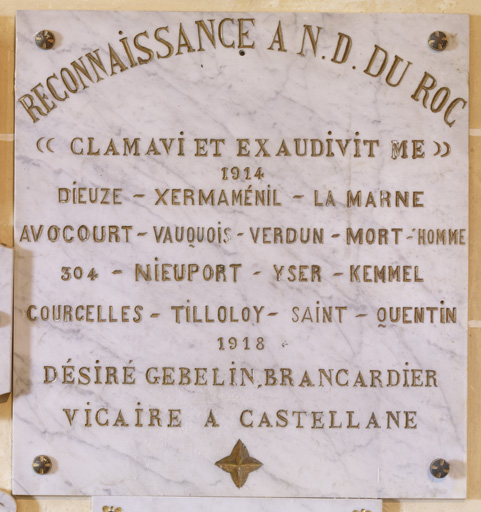 RECONNAISSANCE A N.D. DU ROC
« CLAMAVI ET EXAUDIVIT ME »
1914
DIEUZE - XERMAMÉNIL - LA MARNE
AVOCOURT - VAUQUOIS - VERDUN - MORT-HOMME
304 - NIEUPORT - YSER - KEMMEL
COURCELLES - TILLOLOY - SAINT - QUENTIN
1918
DÉSIRÉ GEBELIN, BRANCARDIER
VICAIRE A CASTELLANE